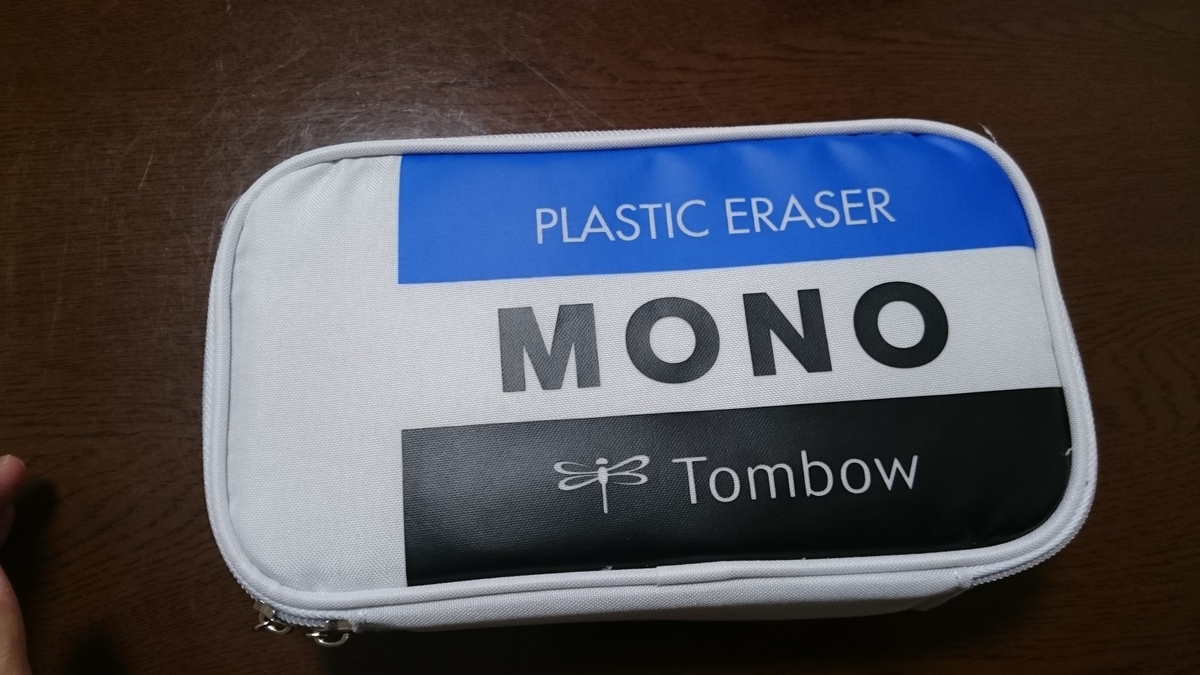 PLASTIC ERASER
MONO
Tombow